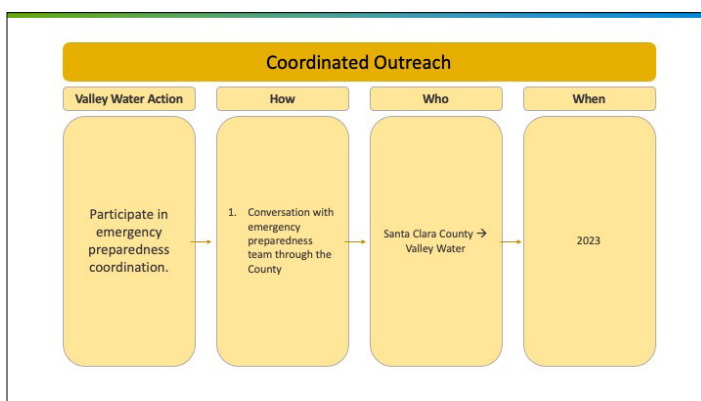 Coordinated Outreach
Valley Water Action
How
Who
When
Participate in
emergency
preparedness
coordination.
1. Conversation with
emergency
preparedness
team through the
County
Santa Clara County →
Valley Water
2023